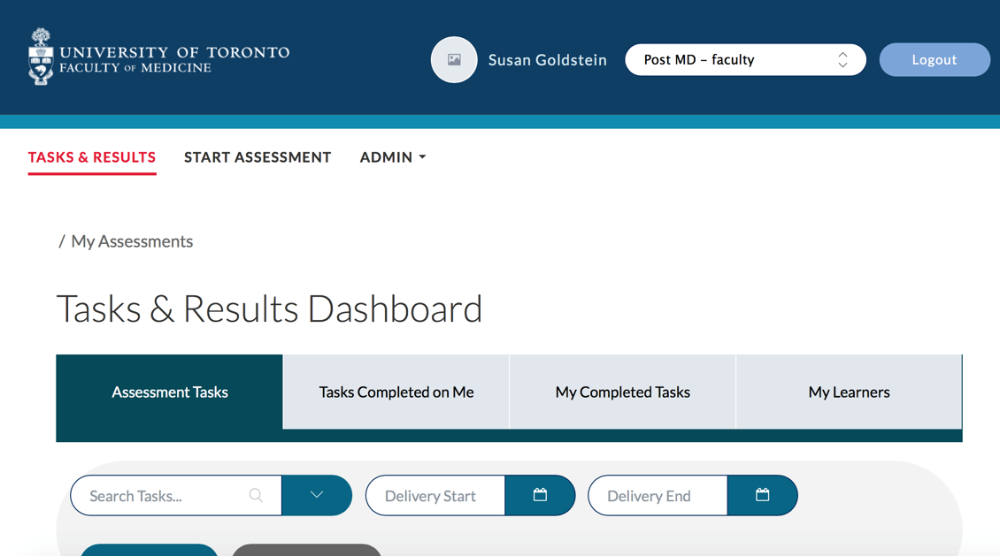 UNIVERSITY OF TORONTO
FACULTY OF MEDICINE
Susan Goldstein
Post MD – faculty
Logout
TASKS & RESULTS
START ASSESSMENT
ADMIN
/ My Assessments
Tasks & Results Dashboard
Assessment Tasks
Tasks Completed on Me
My Completed Tasks
My Learners
Search Tasks...
Delivery Start
Delivery End